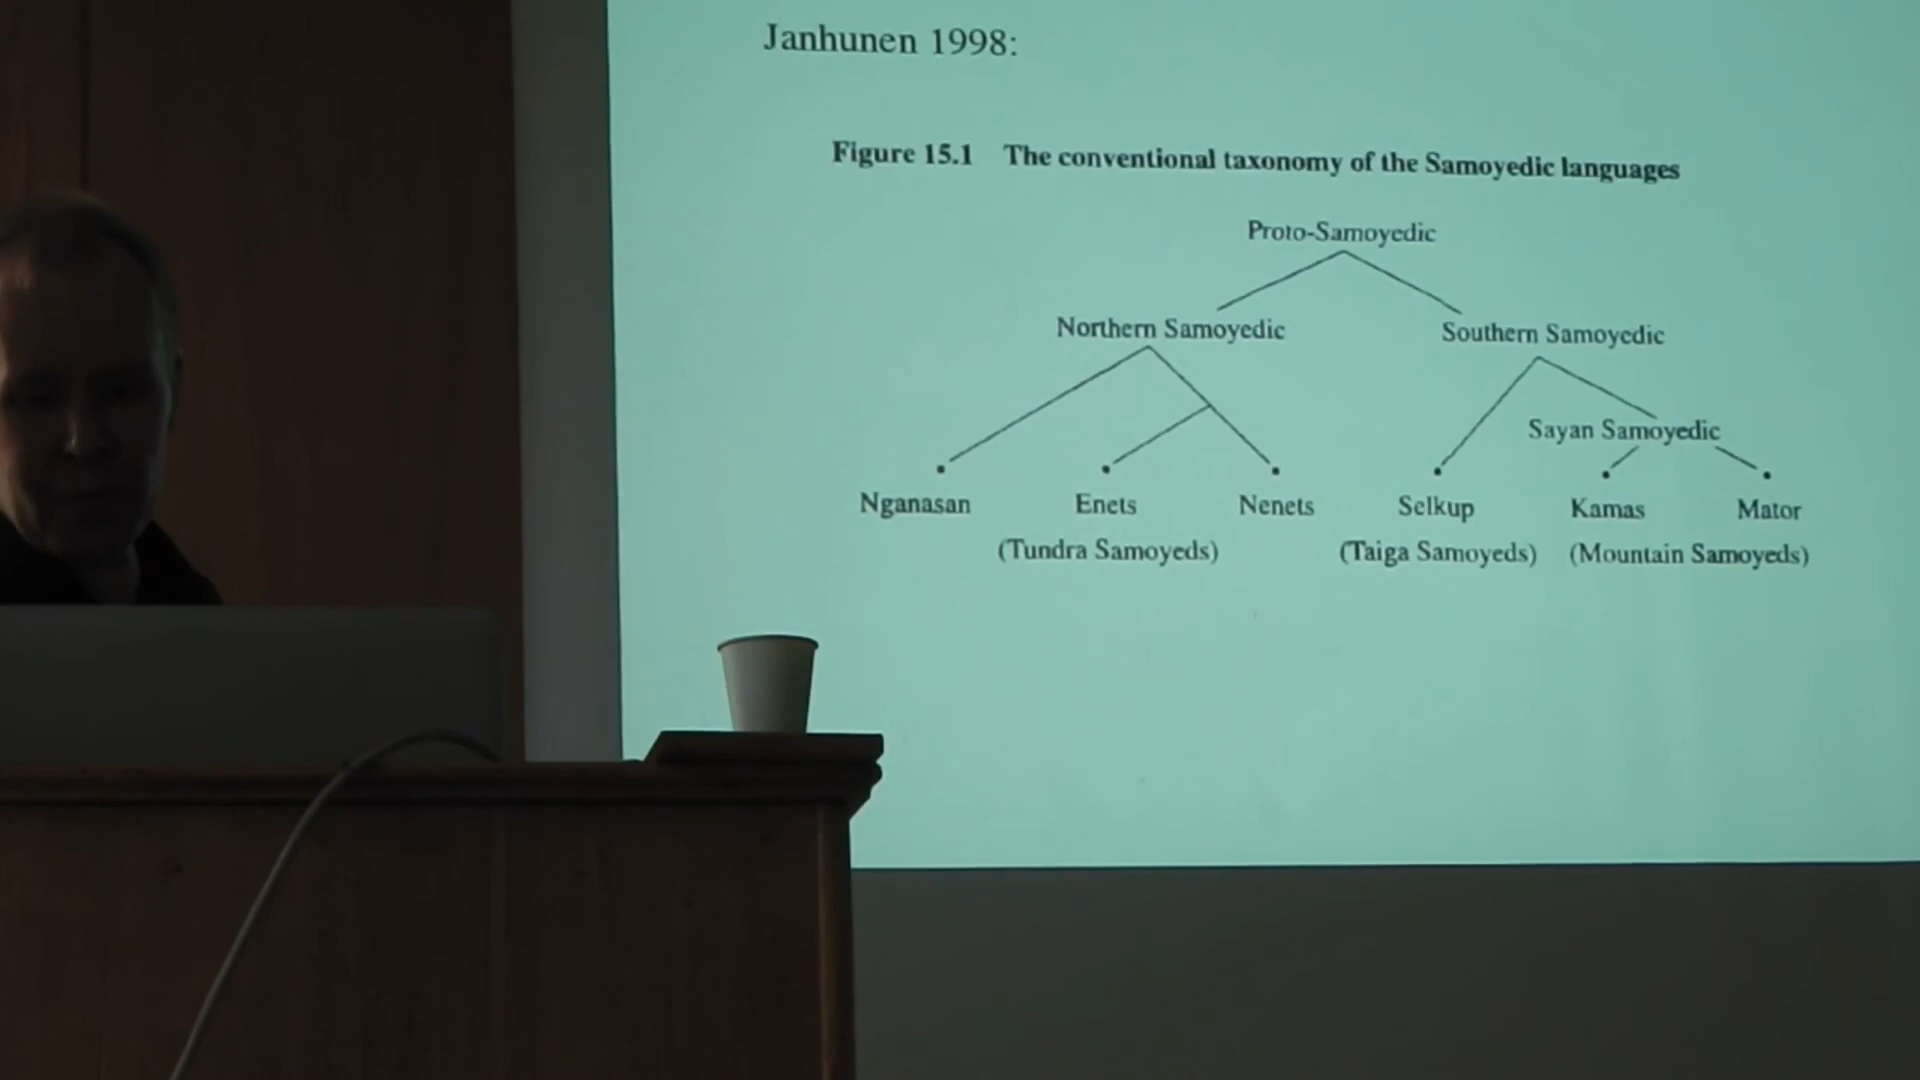 Janhunen 1998:
Figure 15.1 The conventional taxonomy of the Samoyedic languages
Proto-Samoyedic
Northern Samoyedic Southern Samoyedic
Sayan Samoyedic
Nganasan Enets Nenets Selkup Kamas Mator
(Tundra Samoyeds) (Taiga Samoyeds) (Mountain Samoyeds)